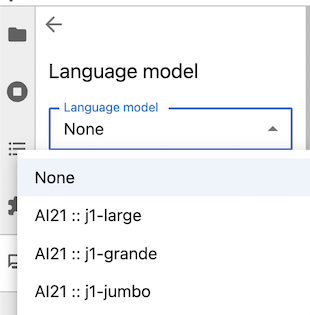 Language model
Language model
None
None
AI21 :: j1-large
AI21 :: j1-grande
AI21 :: j1-jumbo